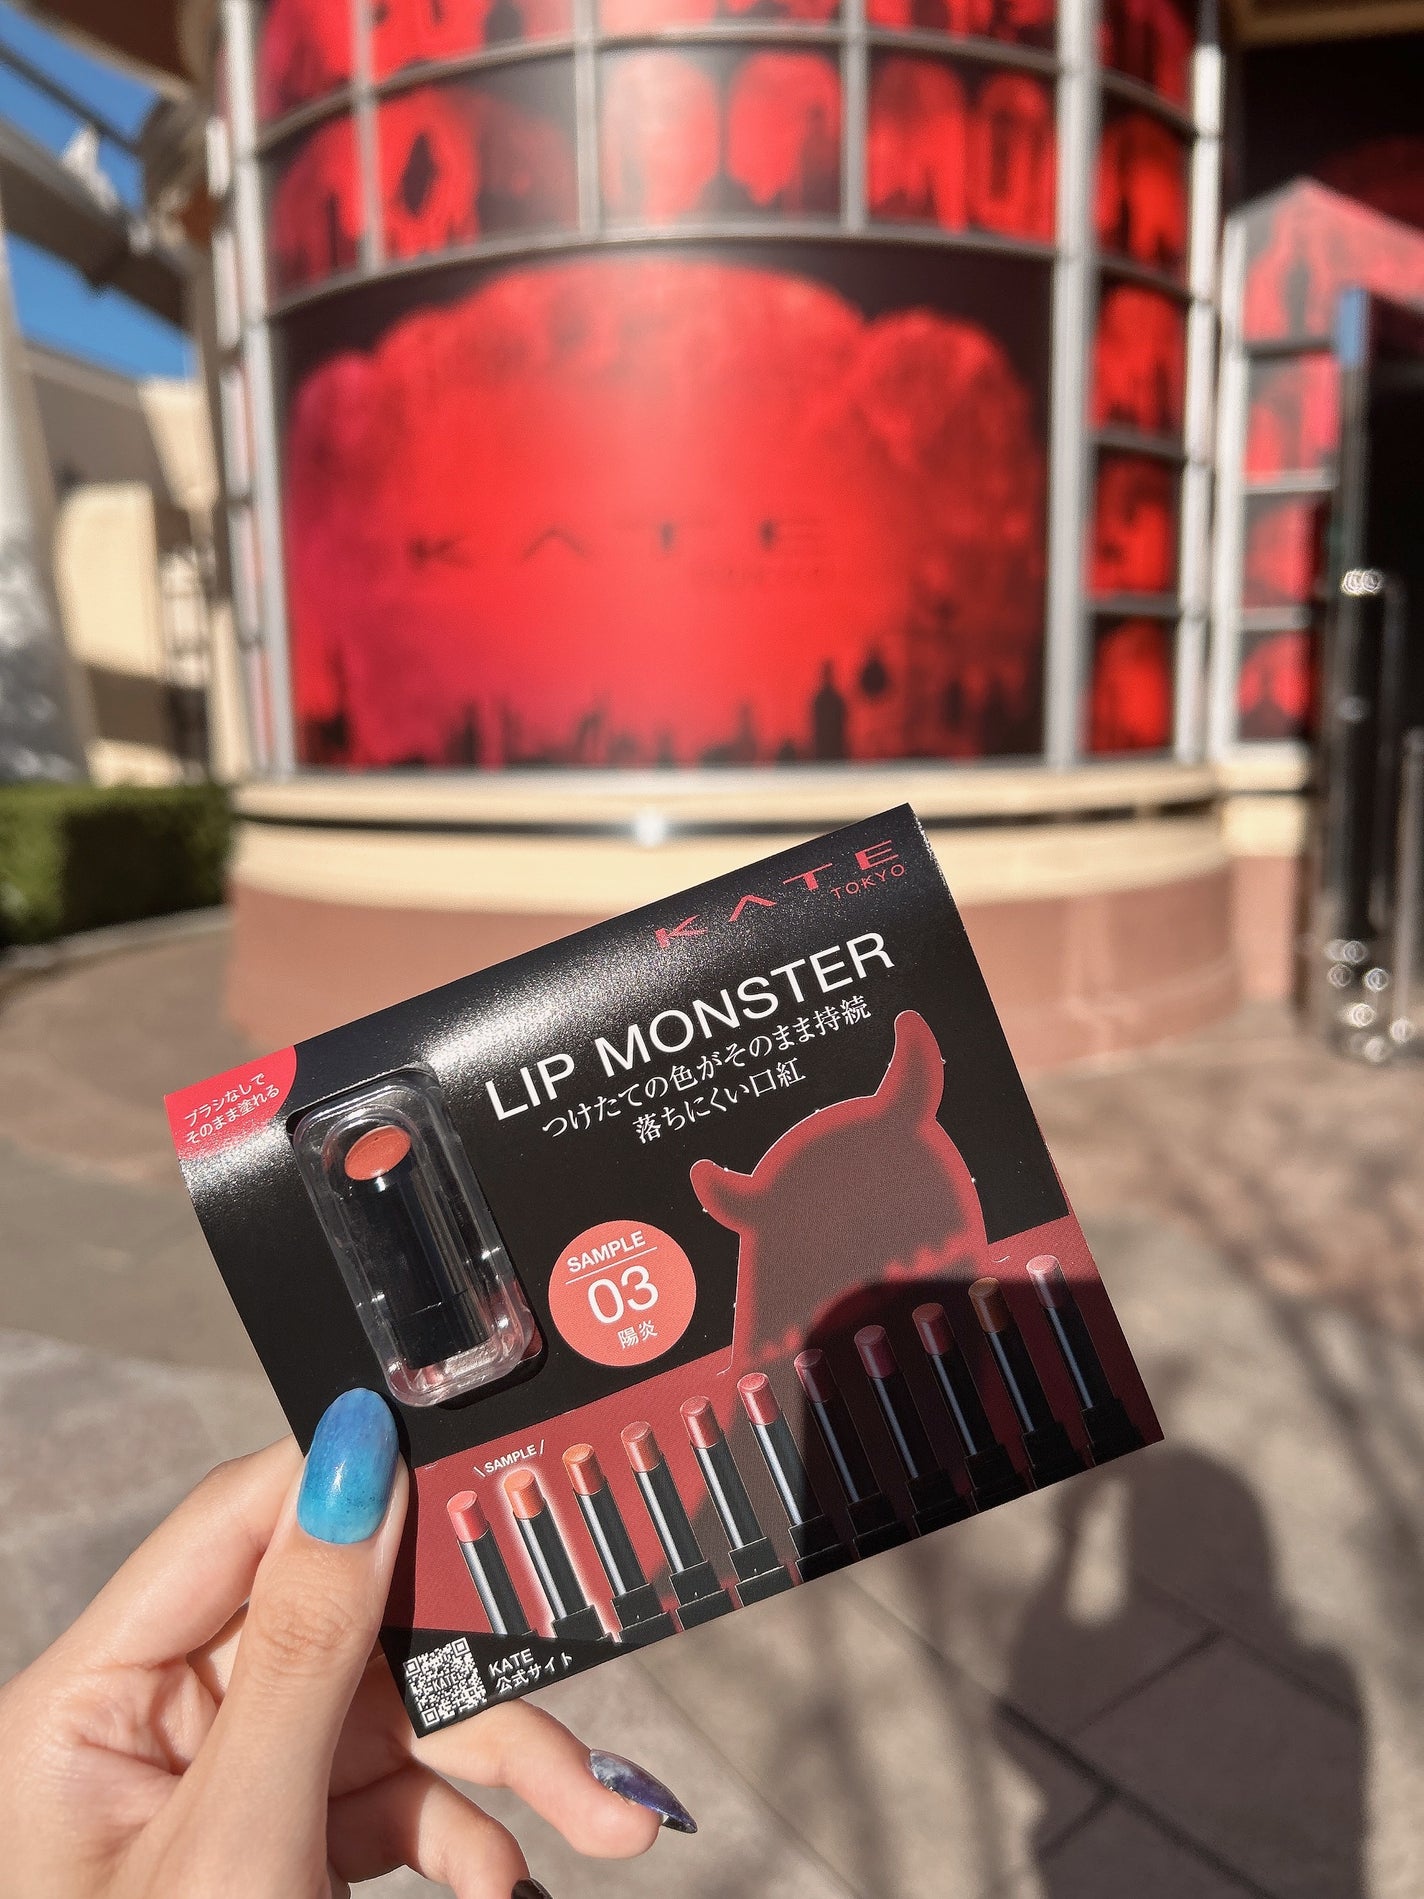 KATE
KATE
TOKYO
LIP MONSTER
つけたての色がそのまま持続
落ちにくい口紅
ブラシなしで
そのまま塗れる
SAMPLE
03
陽炎
\ SAMPLE /
KATE
KATE
公式サイト